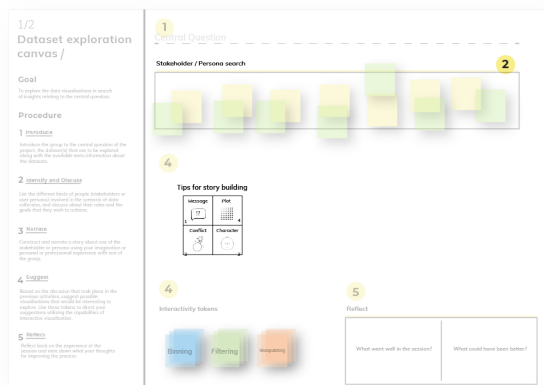 1/2
Dataset exploration
canvas /
Goal
To explore the data visualisations in search
of insights relating to the central question.
Procedure
1 Introduce
Introduce the group to the central question of the
project, the dataset(s) that are to be explored
along with the available meta information about
the datasets.
2 Identify and Discuss
List the different kinds of people (stakeholders or
user personas) involved in the scenario of data
collection, and discuss about their roles and the
goals that they wish to achieve.
3 Narrate
Construct and narrate a story about one of the
stakeholder or persona using your imagination or
personal or professional experience with rest of
the group.
4 Suggest
Based on the discussion that took place in the
previous activities, suggest possible
visualisations that would be interesting to
explore. Use these tokens to direct your
suggestions utilising the capabilities of
interactive visualisation.
5 Reflect
Reflect back on the experience of the
session and note down what your thoughts
for improving the process.
1
Central Question
Stakeholder / Persona search
2
4
Tips for story building
Message
Plot
!?
1
4
Conflict
Character
...
2
3
4
Interactivity tokens
Binning
Filtering
Manipulating
5
Reflect
What went well in the session?
What could have been better?